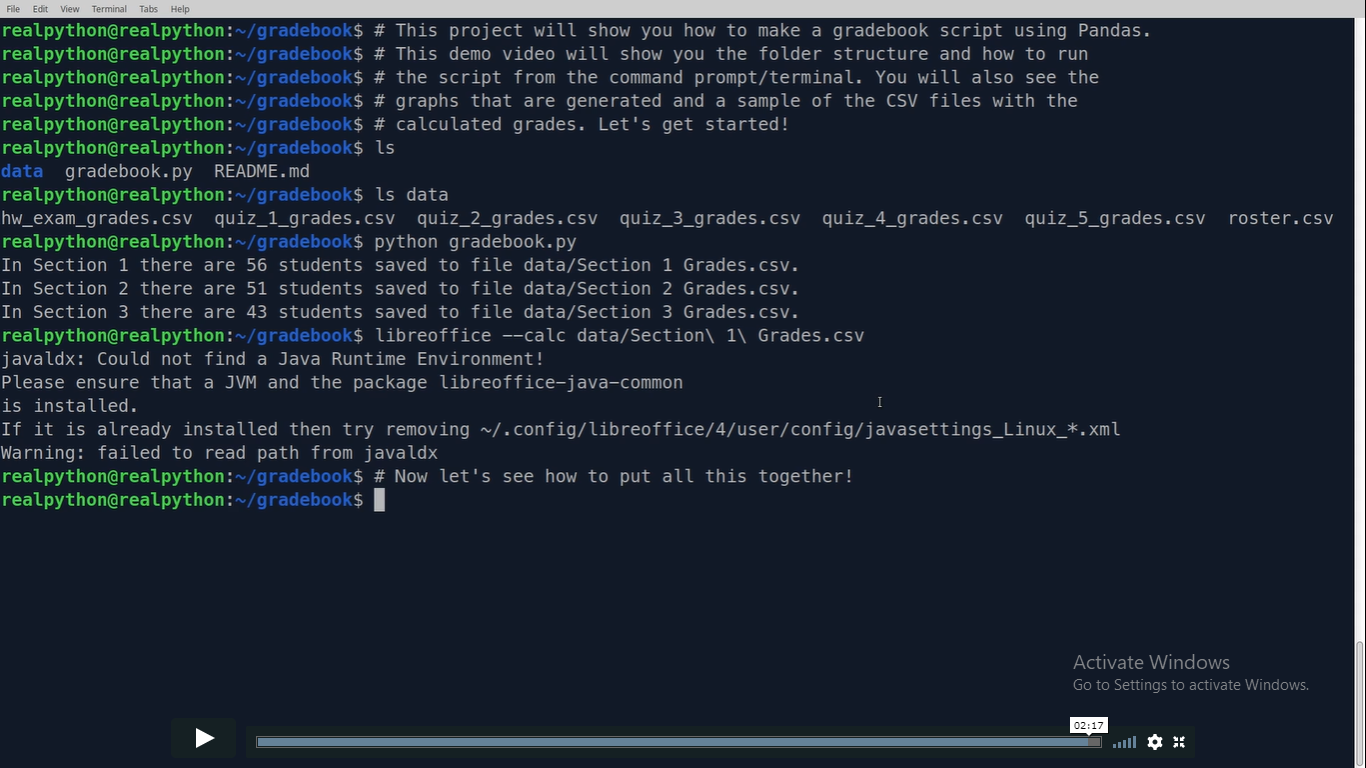 File Edit View Terminal Tabs Help
realpython@realpython:~/gradebook$ # This project will show you how to make a gradebook script using Pandas.
realpython@realpython:~/gradebook$ # This demo video will show you the folder structure and how to run
realpython@realpython:~/gradebook$ # the script from the command prompt/terminal. You will also see the
realpython@realpython:~/gradebook$ # graphs that are generated and a sample of the CSV files with the
realpython@realpython:~/gradebook$ # calculated grades. Let's get started!
realpython@realpython:~/gradebook$ ls
data  gradebook.py  README.md
realpython@realpython:~/gradebook$ ls data
hw_exam_grades.csv  quiz_1_grades.csv  quiz_2_grades.csv  quiz_3_grades.csv  quiz_4_grades.csv  quiz_5_grades.csv  roster.csv
realpython@realpython:~/gradebook$ python gradebook.py
In Section 1 there are 56 students saved to file data/Section 1 Grades.csv.
In Section 2 there are 51 students saved to file data/Section 2 Grades.csv.
In Section 3 there are 43 students saved to file data/Section 3 Grades.csv.
realpython@realpython:~/gradebook$ libreoffice --calc data/Section\ 1\ Grades.csv
javaldx: Could not find a Java Runtime Environment!
Please ensure that a JVM and the package libreoffice-java-common
is installed.
If it is already installed then try removing ~/.config/libreoffice/4/user/config/javasettings_Linux_*.xml
Warning: failed to read path from javaldx
realpython@realpython:~/gradebook$ # Now let's see how to put all this together!
realpython@realpython:~/gradebook$
Activate Windows
Go to Settings to activate Windows.
02:17